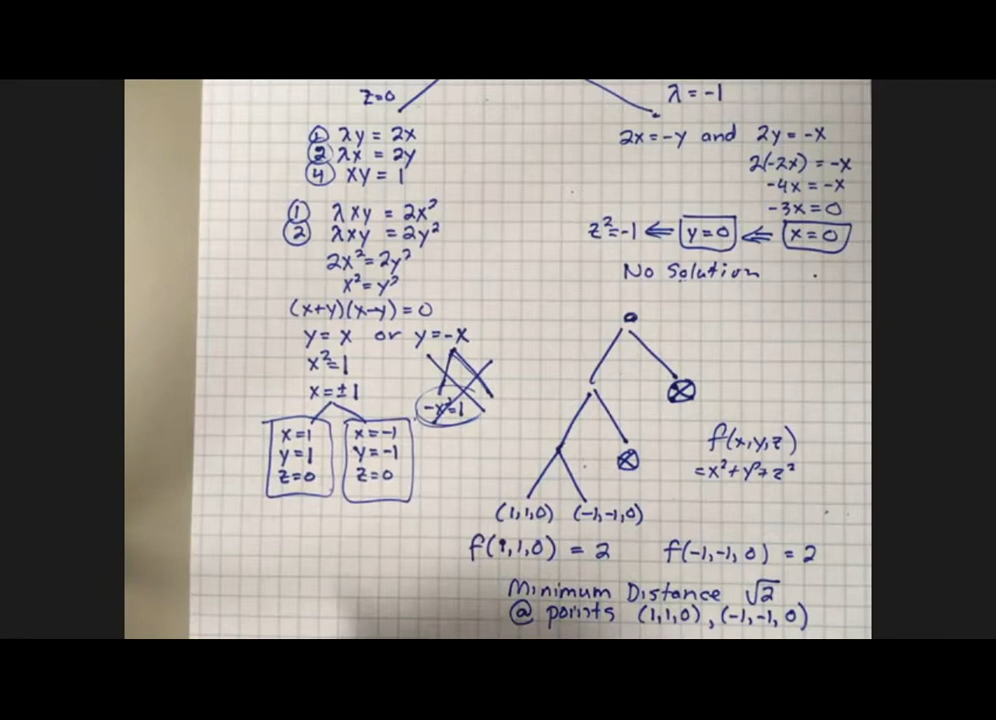 z=0
① λy = 2x
② λx = 2y
④ xy = 1
① λxy = 2x²
② λxy = 2y²
2x² = 2y²
x² = y²
(x+y)(x-y) = 0
y = x or y = -x
x² = 1
x = ±1
-x² = 1
x=1
y=1
z=0
x=-1
y=-1
z=0
λ = -1
2x = -y and 2y = -x
2(-2x) = -x
-4x = -x
-3x = 0
z² = -1 ⇐ y=0 ⇐ x=0
No Solution
f(x,y,z)
= x² + y² + z²
(1,1,0) (-1,-1,0)
f(1,1,0) = 2 f(-1,-1,0) = 2
Minimum Distance √2
@ points (1,1,0), (-1,-1,0)